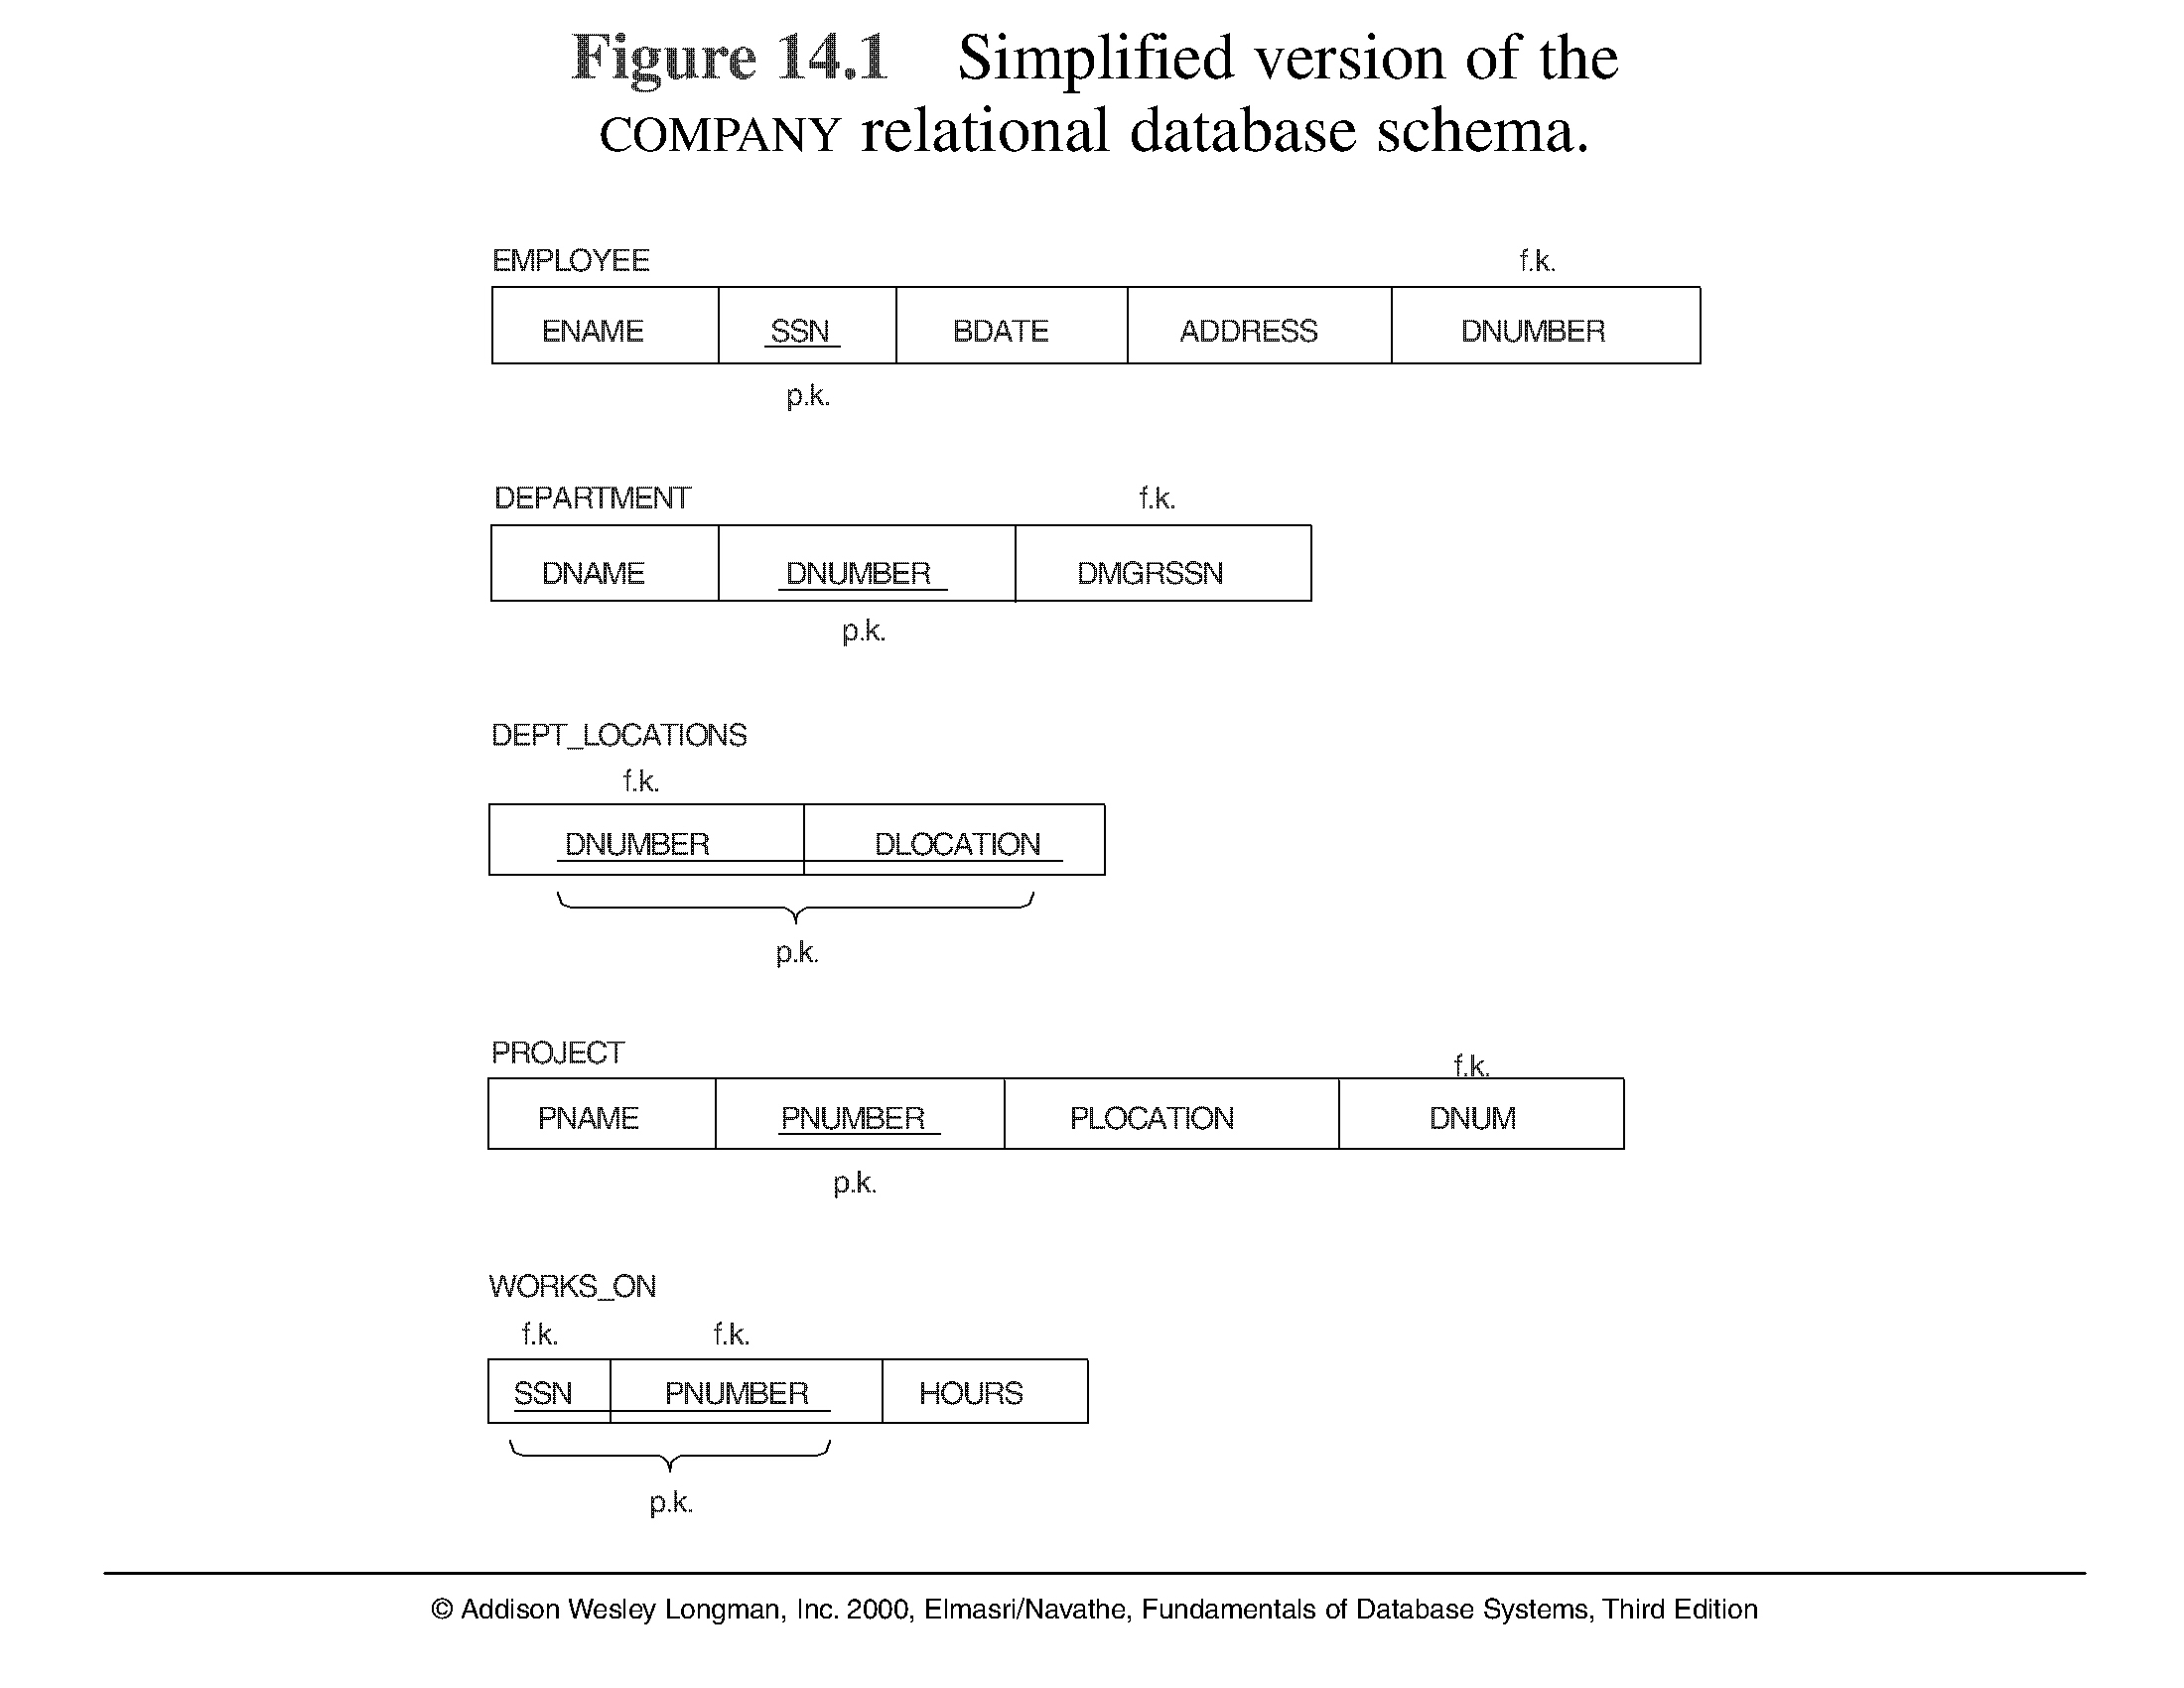 Figure 14.1 Simplified version of the
COMPANY relational database schema.
EMPLOYEE f.k.
ENAME SSN BDATE ADDRESS DNUMBER
p.k.
DEPARTMENT f.k.
DNAME DNUMBER DMGRSSN
p.k.
DEPT_LOCATIONS
f.k.
DNUMBER DLOCATION
p.k.
PROJECT f.k.
PNAME PNUMBER PLOCATION DNUM
p.k.
WORKS_ON
f.k. f.k.
SSN PNUMBER HOURS
p.k.
© Addison Wesley Longman, Inc. 2000, Elmasri/Navathe, Fundamentals of Database Systems, Third Edition